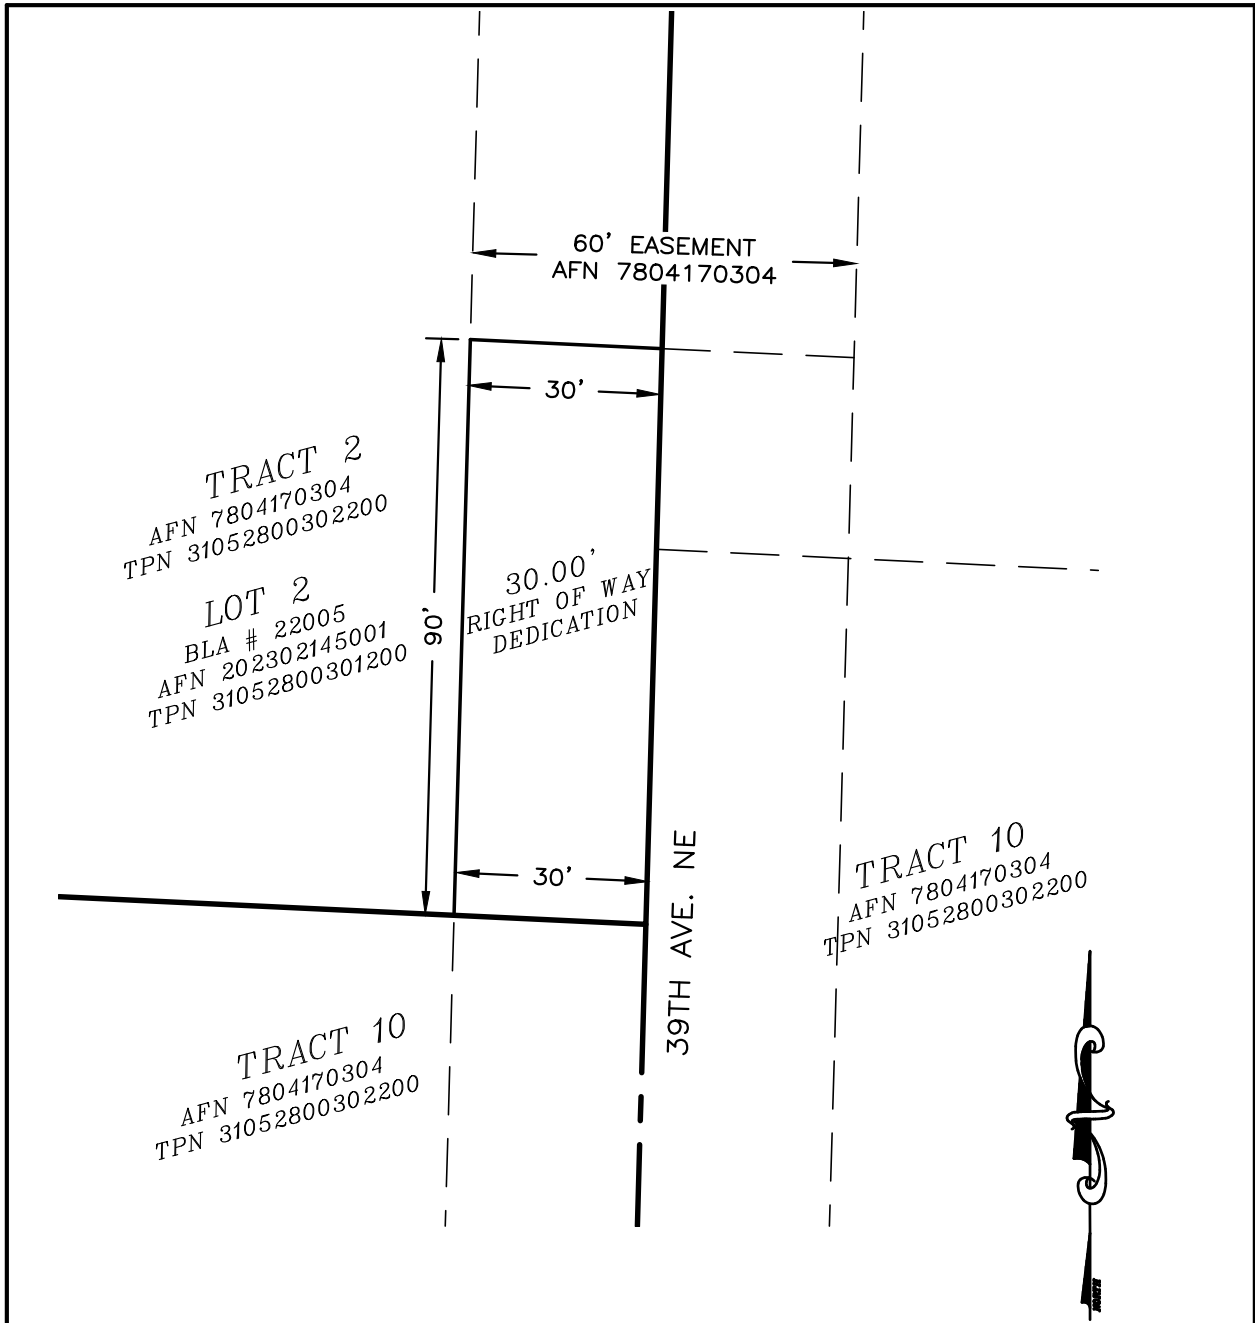 60' EASEMENT
AFN 7804170304
30'
TRACT 2
AFN 7804170304
TPN 31052800302200
LOT 2
BLA # 22005
AFN 202302145001
TPN 31052800301200
90'
30.00'
RIGHT OF WAY
DEDICATION
30'
39TH AVE. NE
TRACT 10
AFN 7804170304
TPN 31052800302200
TRACT 10
AFN 7804170304
TPN 31052800302200
NORTH